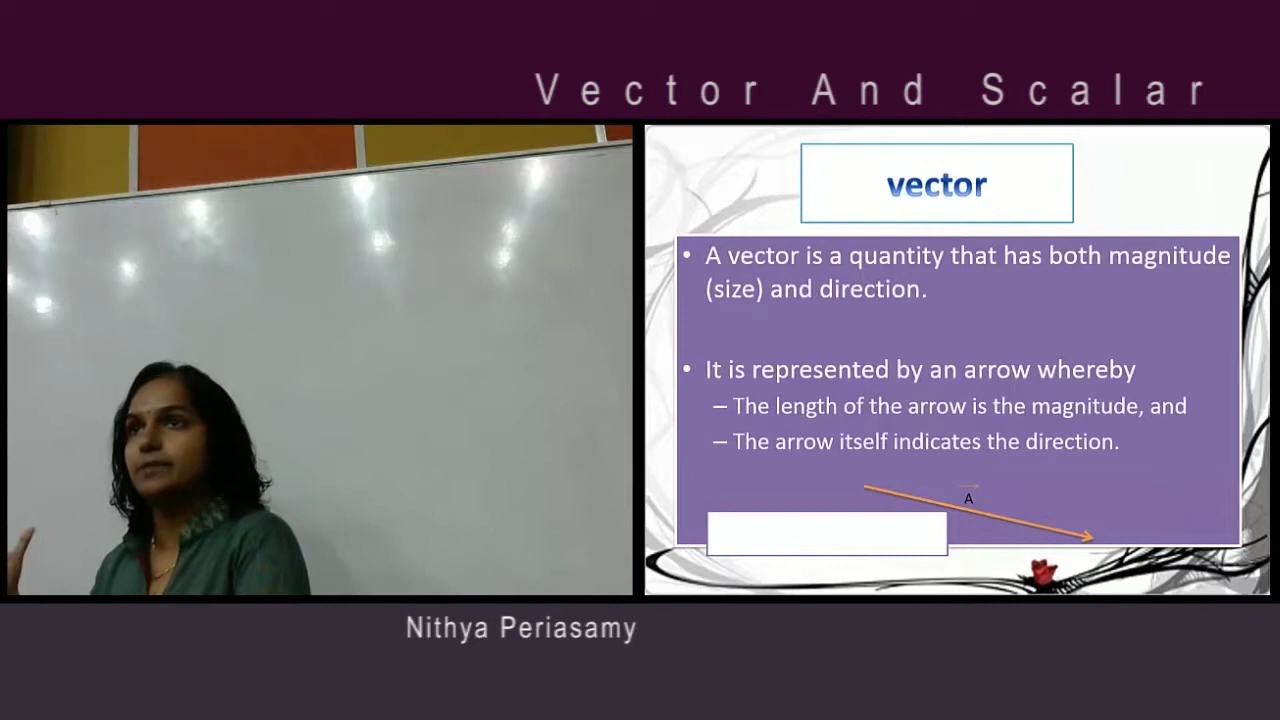 Vector And Scalar
vector
• A vector is a quantity that has both magnitude
(size) and direction.
• It is represented by an arrow whereby
– The length of the arrow is the magnitude, and
– The arrow itself indicates the direction.
A
Nithya Periasamy